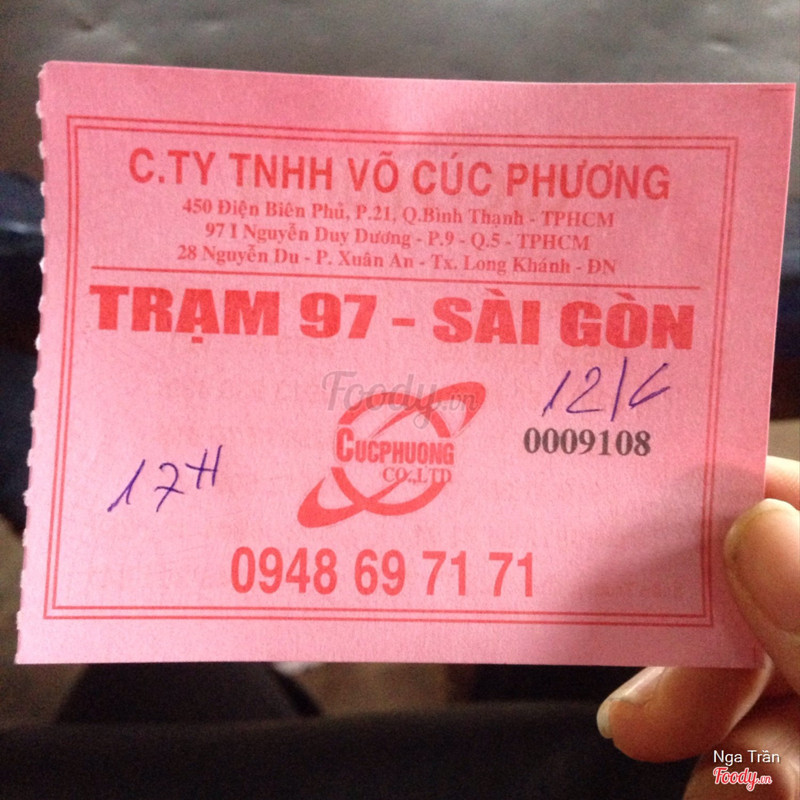 C.TY TNHH VÕ CÚC PHƯƠNG
450 Điện Biên Phủ, P.21, Q.Bình Thạnh - TPHCM
97 I Nguyễn Duy Dương - P.9 - Q.5 - TPHCM
28 Nguyễn Du - P. Xuân An - Tx. Long Khánh - ĐN
TRẠM 97 - SÀI GÒN
Foody.vn
12/6
CUCPHUONG
CO.,LTD
0009108
17H
0948 69 71 71
Nga Trần
Foody.vn